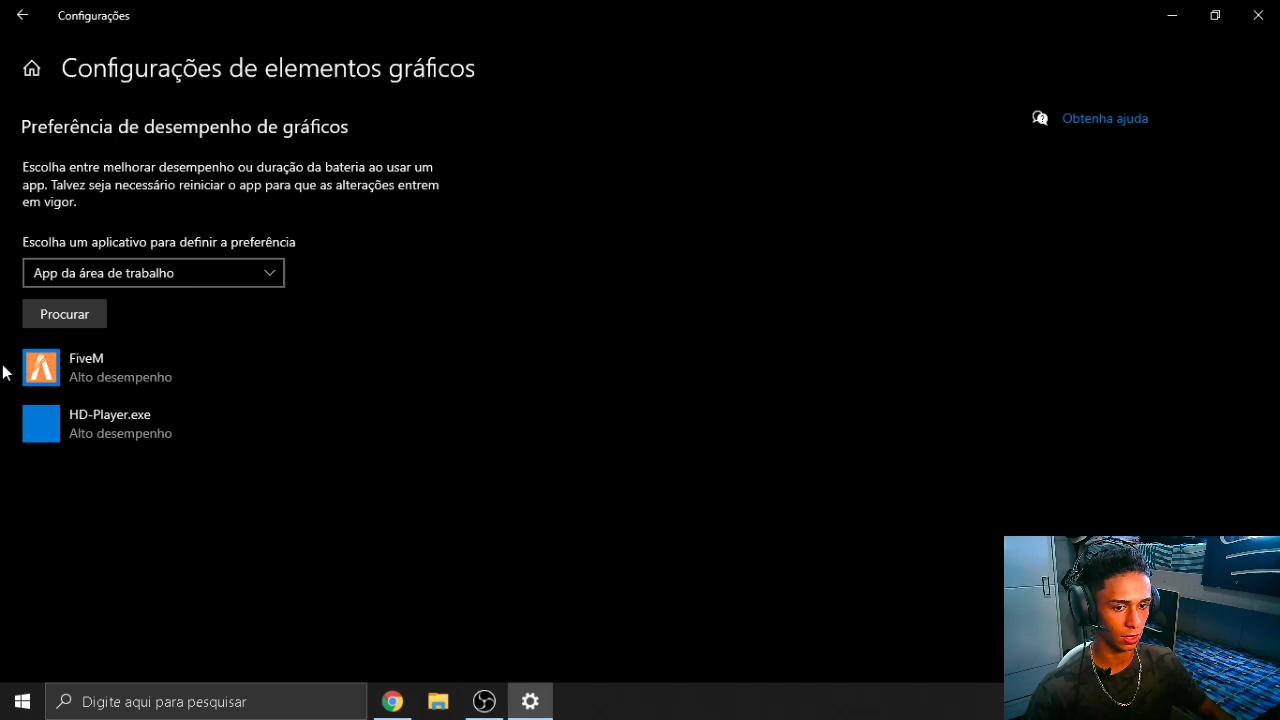 Configurações
Configurações de elementos gráficos
Preferência de desempenho de gráficos
Obtenha ajuda
Escolha entre melhorar desempenho ou duração da bateria ao usar um
app. Talvez seja necessário reiniciar o app para que as alterações entrem
em vigor.
Escolha um aplicativo para definir a preferência
App da área de trabalho
Procurar
FiveM
Alto desempenho
HD-Player.exe
Alto desempenho
Digite aqui para pesquisar